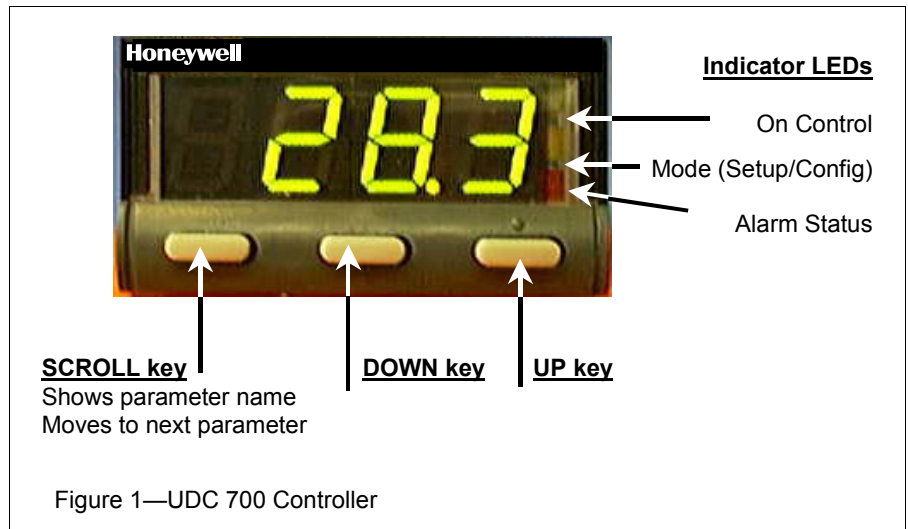 Honeywell
28.3
Indicator LEDs
On Control
Mode (Setup/Config)
Alarm Status
SCROLL key
Shows parameter name
Moves to next parameter
DOWN key
UP key
Figure 1—UDC 700 Controller